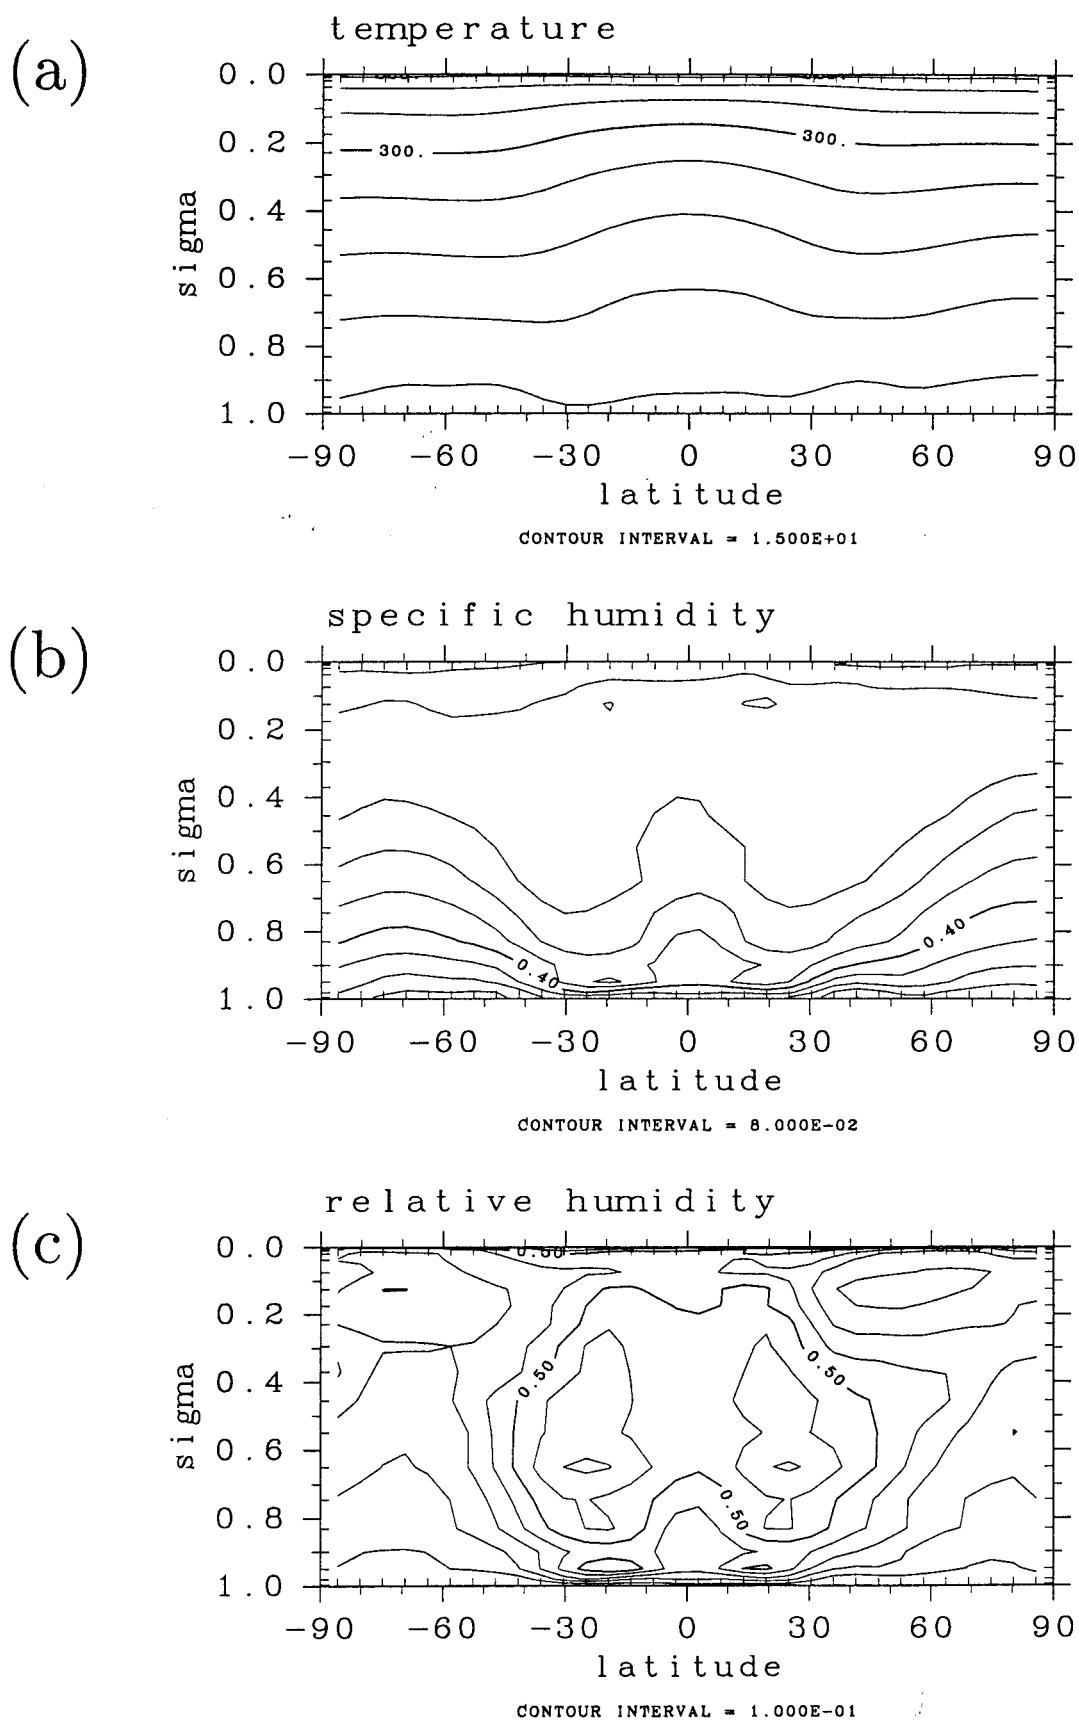 (a)
temperature
0.0
0.2
0.4
0.6
0.8
1.0
sigma
300.
300.
-90 -60 -30 0 30 60 90
latitude
CONTOUR INTERVAL = 1.500E+01
(b)
specific humidity
0.0
0.2
0.4
0.6
0.8
1.0
sigma
0.40
0.40
-90 -60 -30 0 30 60 90
latitude
CONTOUR INTERVAL = 8.000E-02
(c)
relative humidity
0.0
0.2
0.4
0.6
0.8
1.0
sigma
0.50
0.50
0.50
-90 -60 -30 0 30 60 90
latitude
CONTOUR INTERVAL = 1.000E-01